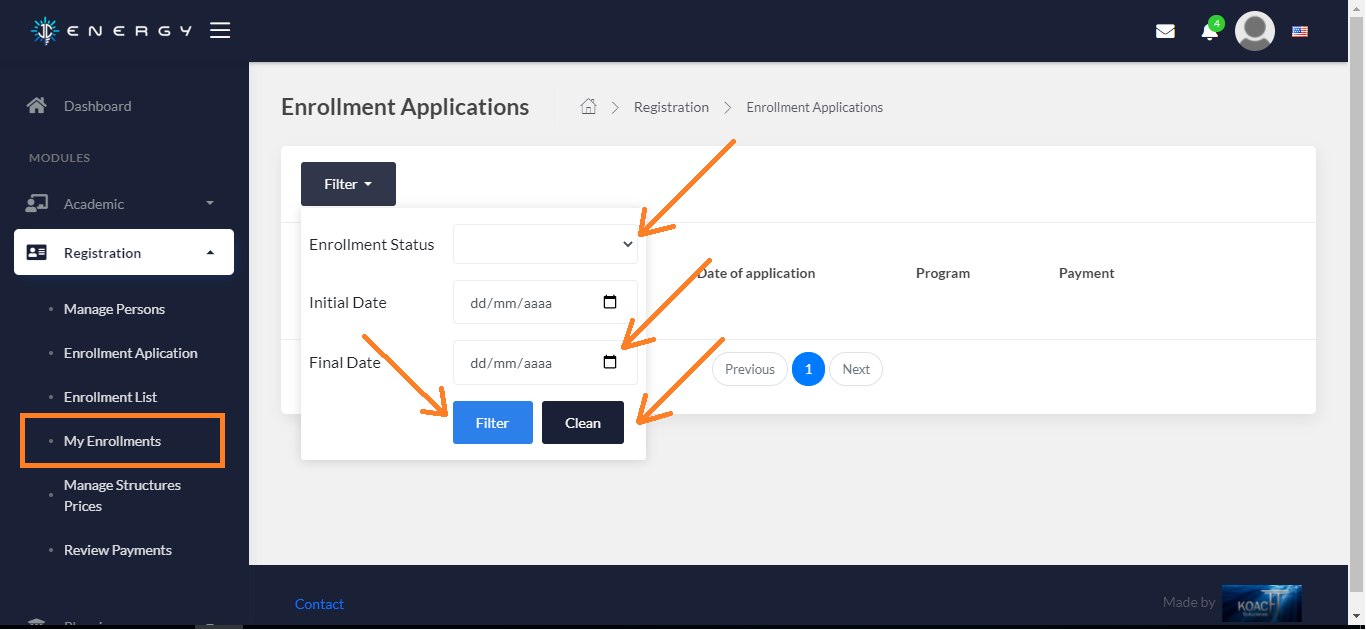 ENERGY
4
Dashboard
MODULES
Academic
Registration
Manage Persons
Enrollment Aplication
Enrollment List
My Enrollments
Manage Structures
Prices
Review Payments
Enrollment Applications
Registration
Enrollment Applications
Filter
Enrollment Status
Initial Date
dd/mm/aaaa
Final Date
dd/mm/aaaa
Filter
Clean
Date of application
Program
Payment
Previous
1
Next
Contact
Made by
KOACH